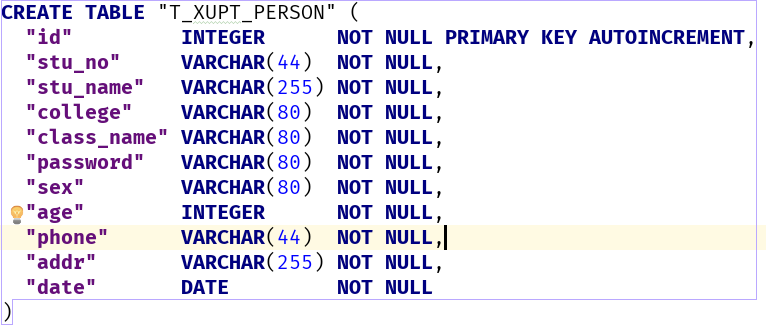 CREATE TABLE "T_XUPT_PERSON" (
"id" INTEGER NOT NULL PRIMARY KEY AUTOINCREMENT,
"stu_no" VARCHAR(44) NOT NULL,
"stu_name" VARCHAR(255) NOT NULL,
"college" VARCHAR(80) NOT NULL,
"class_name" VARCHAR(80) NOT NULL,
"password" VARCHAR(80) NOT NULL,
"sex" VARCHAR(80) NOT NULL,
"age" INTEGER NOT NULL,
"phone" VARCHAR(44) NOT NULL,
"addr" VARCHAR(255) NOT NULL,
"date" DATE NOT NULL
)